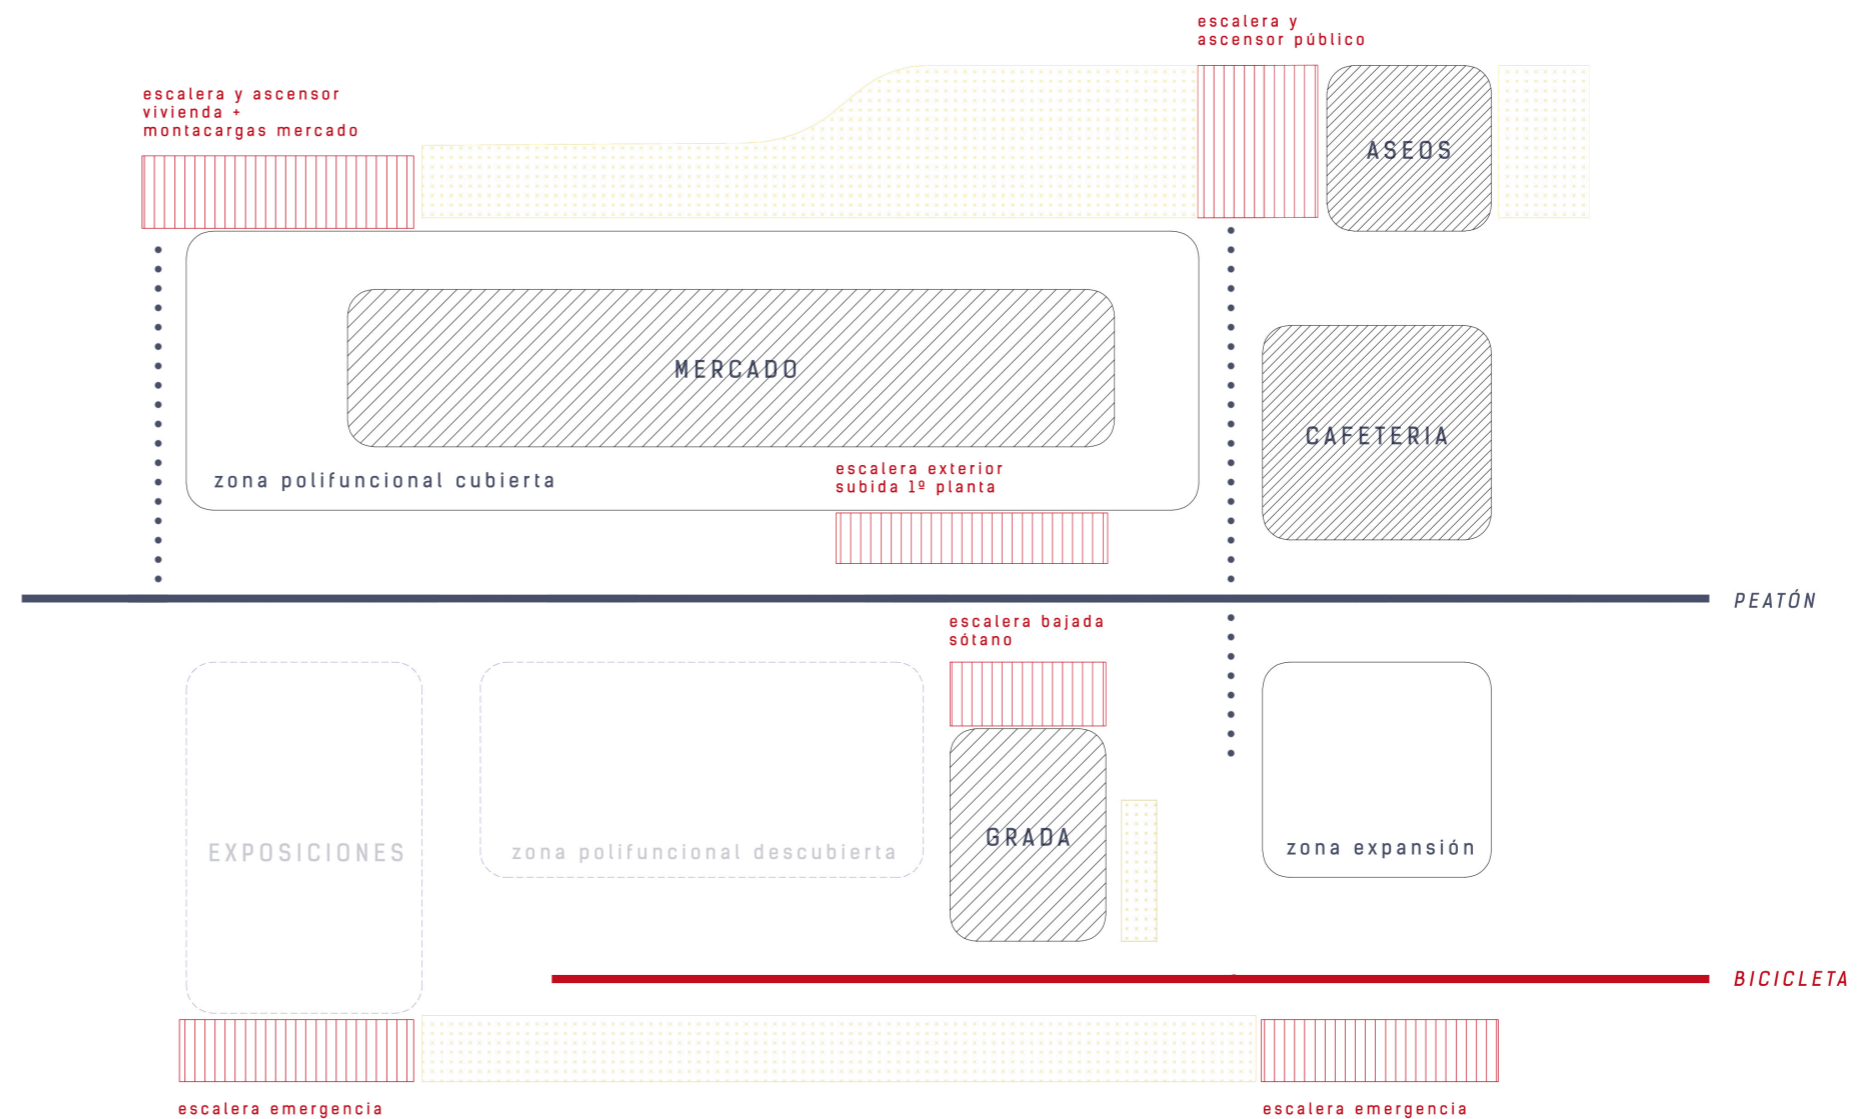 escalera y
ascensor público
escalera y ascensor
vivienda +
montacargas mercado
ASEOS
MERCADO
CAFETERIA
zona polifuncional cubierta
escalera exterior
subida 1º planta
PEATÓN
escalera bajada
sótano
EXPOSICIONES
zona polifuncional descubierta
GRADA
zona expansión
BICICLETA
escalera emergencia
escalera emergencia